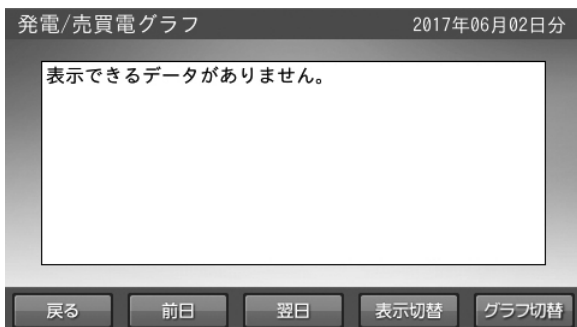 発電/売買電グラフ 2017年06月02日分
表示できるデータがありません。
戻る 前日 翌日 表示切替 グラフ切替